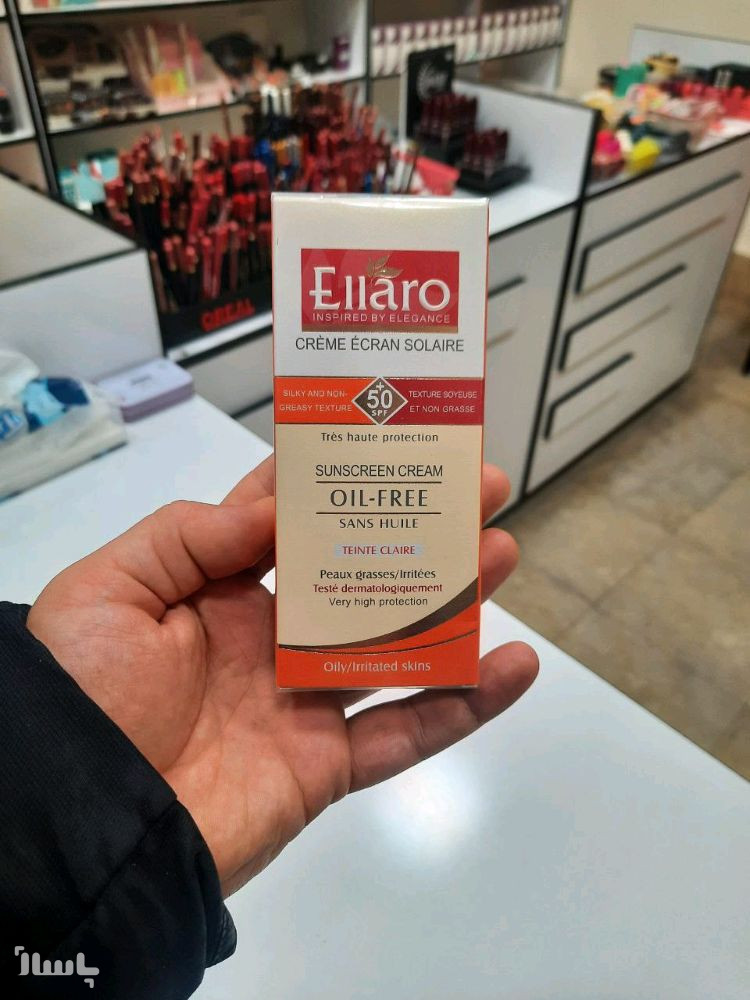 Ellaro
INSPIRED BY ELEGANCE
CRÈME ÉCRAN SOLAIRE
SILKY AND NON-
GREASY TEXTURE
+
50
SPF
TEXTURE SOYEUSE
ET NON GRASSE
Très haute protection
SUNSCREEN CREAM
OIL-FREE
SANS HUILE
TEINTE CLAIRE
Peaux grasses/Irritées
Testé dermatologiquement
Very high protection
Oily/Irritated skins
OREAL
پاساژ